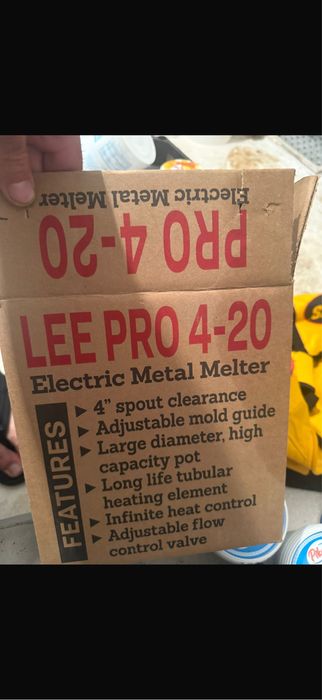 Electric Metal Melter
PRO 4-20
LEE PRO 4-20
Electric Metal Melter
FEATURES
▶ 4" spout clearance
▶ Adjustable mold guide
▶ Large diameter, high
capacity pot
▶ Long life tubular
heating element
▶ Infinite heat control
▶ Adjustable flow
control valve